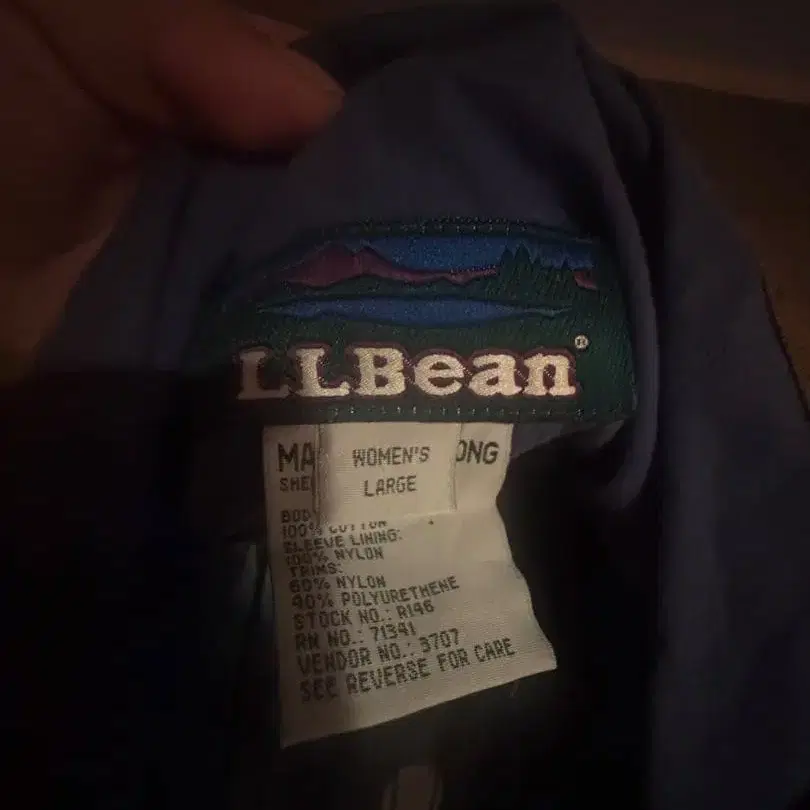 LLBean®
WOMEN'S
LARGE
MA ONG
SHE
BODY
100% COTTON
SLEEVE LINING:
100% NYLON
TRIMS:
60% NYLON
40% POLYURETHENE
STOCK NO.: R146
RN NO.: 71341
VENDOR NO.: 3707
SEE REVERSE FOR CARE